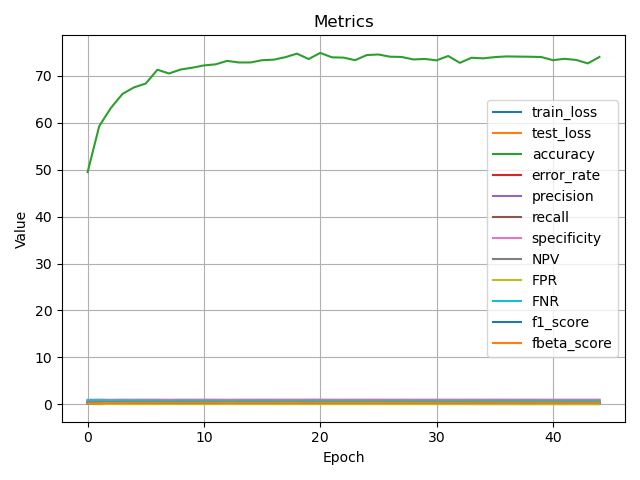 Metrics
Value
70
60
50
40
30
20
10
0
train_loss
test_loss
accuracy
error_rate
precision
recall
specificity
NPV
FPR
FNR
f1_score
fbeta_score
0 10 20 30 40
Epoch